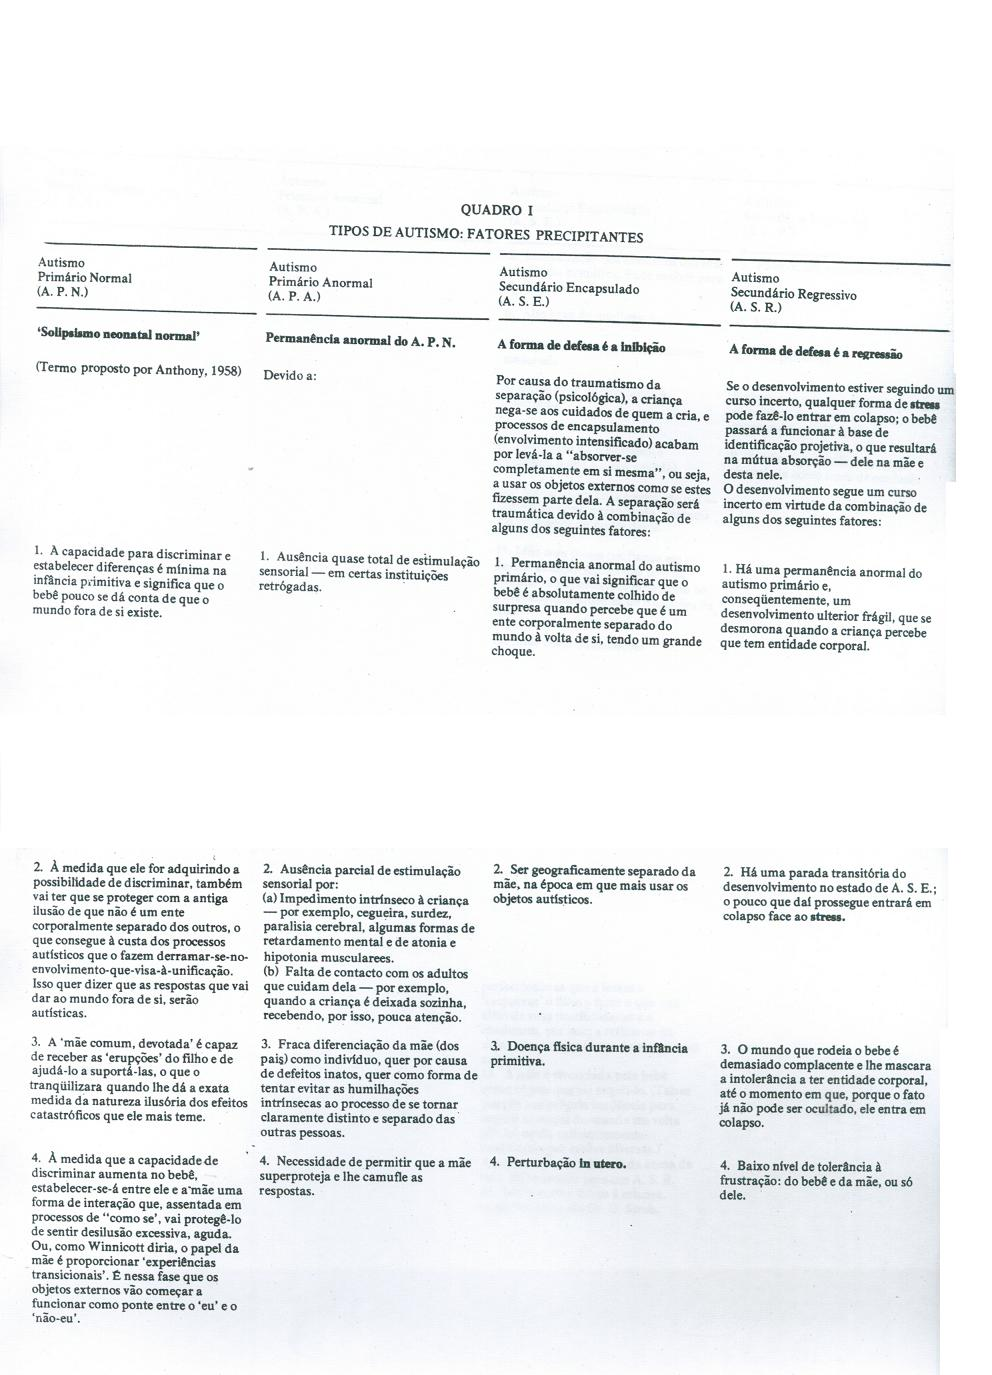 QUADRO I
TIPOS DE AUTISMO: FATORES PRECIPITANTES
Autismo
Primário Normal
(A. P. N.)
Autismo
Primário Anormal
(A. P. A.)
Autismo
Secundário Encapsulado
(A. S. E.)
Autismo
Secundário Regressivo
(A. S. R.)
‘Solipsismo neonatal normal’
(Termo proposto por Anthony, 1958)
Permanência anormal do A. P. N.
Devido a:
A forma de defesa é a inibição
Por causa do traumatismo da
separação (psicológica), a criança
nega-se aos cuidados de quem a cria, e
processos de encapsulamento
(envolvimento intensificado) acabam
por levá-la a “absorver-se
completamente em si mesma”, ou seja,
a usar os objetos externos como se estes
fizessem parte dela. A separação será
traumática devido à combinação de
alguns dos seguintes fatores:
A forma de defesa é a regressão
Se o desenvolvimento estiver seguindo um
curso incerto, qualquer forma de stress
pode fazê-lo entrar em colapso; o bebê
passará a funcionar à base de
identificação projetiva, o que resultará
na mútua absorção — dele na mãe e
desta nele.
O desenvolvimento segue um curso
incerto em virtude da combinação de
alguns dos seguintes fatores:
1. A capacidade para discriminar e
estabelecer diferenças é mínima na
infância primitiva e significa que o
bebê pouco se dá conta de que o
mundo fora de si existe.
1. Ausência quase total de estimulação
sensorial — em certas instituições
retrógadas.
1. Permanência anormal do autismo
primário, o que vai significar que o
bebê é absolutamente colhido de
surpresa quando percebe que é um
ente corporalmente separado do
mundo à volta de si, tendo um grande
choque.
1. Há uma permanência anormal do
autismo primário e,
conseqüentemente, um
desenvolvimento ulterior frágil, que se
desmorona quando a criança percebe
que tem entidade corporal.
2. À medida que ele for adquirindo a
possibilidade de discriminar, também
vai ter que se proteger com a antiga
ilusão de que não é um ente
corporalmente separado dos outros, o
que consegue à custa dos processos
autísticos que o fazem derramar-se-no-
envolvimento-que-visa-à-unificação.
Isso quer dizer que as respostas que vai
dar ao mundo fora de si, serão
autísticas.
2. Ausência parcial de estimulação
sensorial por:
(a) Impedimento intrínseco à criança
— por exemplo, cegueira, surdez,
paralisia cerebral, algumas formas de
retardamento mental e de atonia e
hipotonia musculares.
(b) Falta de contacto com os adultos
que cuidam dela — por exemplo,
quando a criança é deixada sozinha,
recebendo, por isso, pouca atenção.
2. Ser geograficamente separado da
mãe, na época em que mais usar os
objetos autísticos.
2. Há uma parada transitória do
desenvolvimento no estado de A. S. E.;
o pouco que daí prossegue entrará em
colapso face ao stress.
3. A ‘mãe comum, devotada’ é capaz
de receber as ‘erupções’ do filho e de
ajudá-lo a suportá-las, o que o
tranqüilizara quando lhe dá a exata
medida da natureza ilusória dos efeitos
catastróficos que ele mais teme.
3. Fraca diferenciação da mãe (dos
pais) como indivíduo, quer por causa
de defeitos inatos, quer como forma de
tentar evitar as humilhações
intrínsecas ao processo de se tornar
claramente distinto e separado das
outras pessoas.
3. Doença física durante a infância
primitiva.
3. O mundo que rodeia o bebe é
demasiado complacente e lhe mascara
a intolerância a ter entidade corporal,
até o momento em que, porque o fato
já não pode ser ocultado, ele entra em
colapso.
4. À medida que a capacidade de
discriminar aumenta no bebê,
estabelecer-se-á entre ele e a mãe uma
forma de interação que, assentada em
processos de “como se’, vai protegê-lo
de sentir desilusão excessiva, aguda.
Ou, como Winnicott diria, o papel da
mãe é proporcionar ‘experiências
transicionais’. É nessa fase que os
objetos externos vão começar a
funcionar como ponte entre o ‘eu’ e o
‘não-eu’.
4. Necessidade de permitir que a mãe
superproteja e lhe camufle as
respostas.
4. Perturbação in utero.
4. Baixo nível de tolerância à
frustração: do bebê e da mãe, ou só
dele.